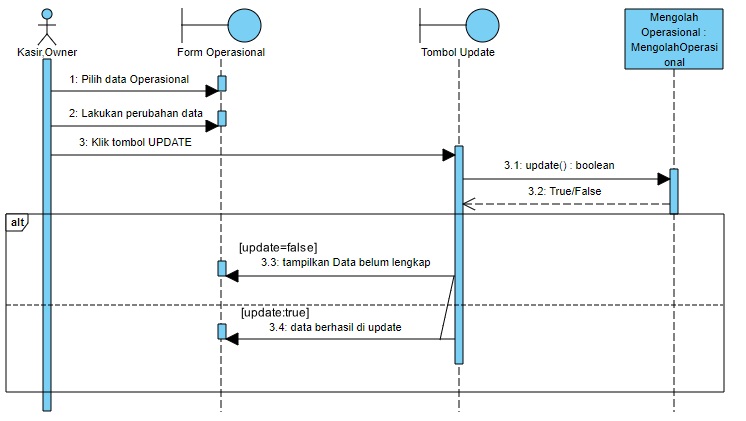 Kasir,Owner
Form Operasional
Tombol Update
Mengolah
Operasional :
MengolahOperasi
onal
1: Pilih data Operasional
2: Lakukan perubahan data
3: Klik tombol UPDATE
3.1: update() : boolean
3.2: True/False
alt
[update=false]
3.3: tampilkan Data belum lengkap
[update:true]
3.4: data berhasil di update